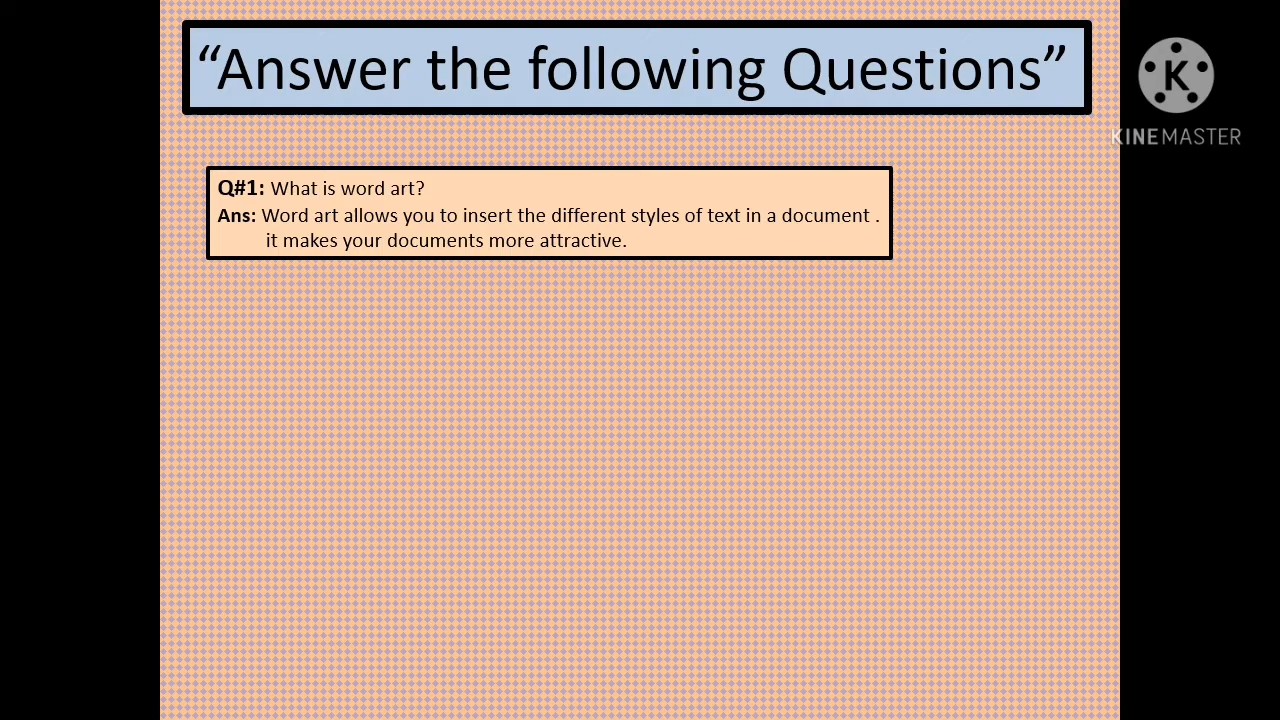 “Answer the following Questions”
K
KINEMASTER
Q#1: What is word art?
Ans: Word art allows you to insert the different styles of text in a document .
it makes your documents more attractive.